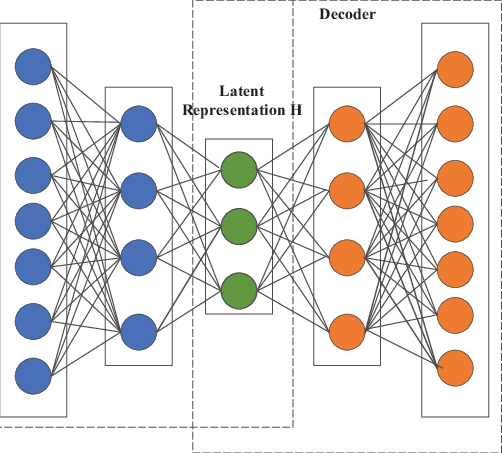 Decoder
Latent
Representation H